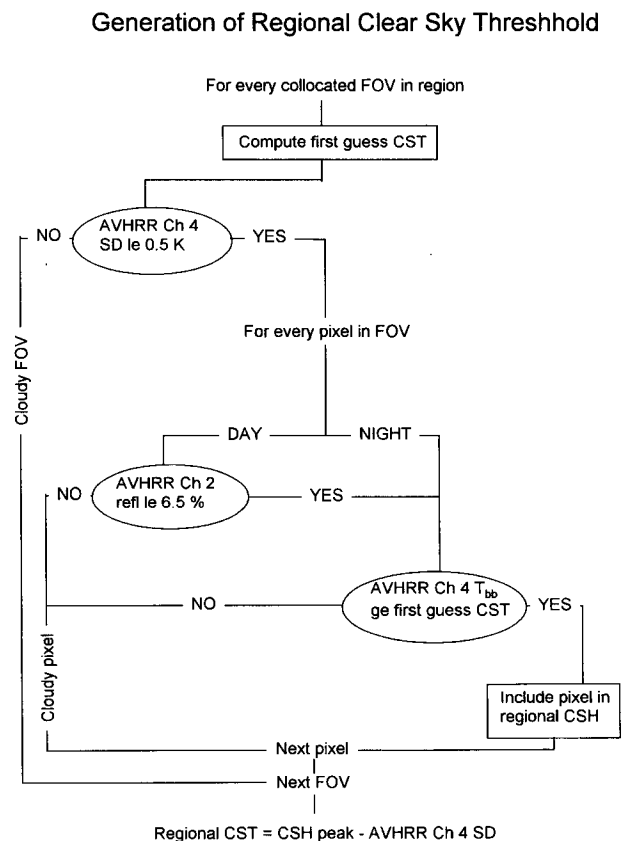 Generation of Regional Clear Sky Threshhold
For every collocated FOV in region
Compute first guess CST
AVHRR Ch 4
SD le 0.5 K
NO
YES
Cloudy FOV
For every pixel in FOV
DAY
NIGHT
AVHRR Ch 2
refl le 6.5 %
NO
YES
AVHRR Ch 4 Tbb
ge first guess CST
NO
YES
Cloudy pixel
Include pixel in
regional CSH
Next pixel
Next FOV
Regional CST = CSH peak - AVHRR Ch 4 SD